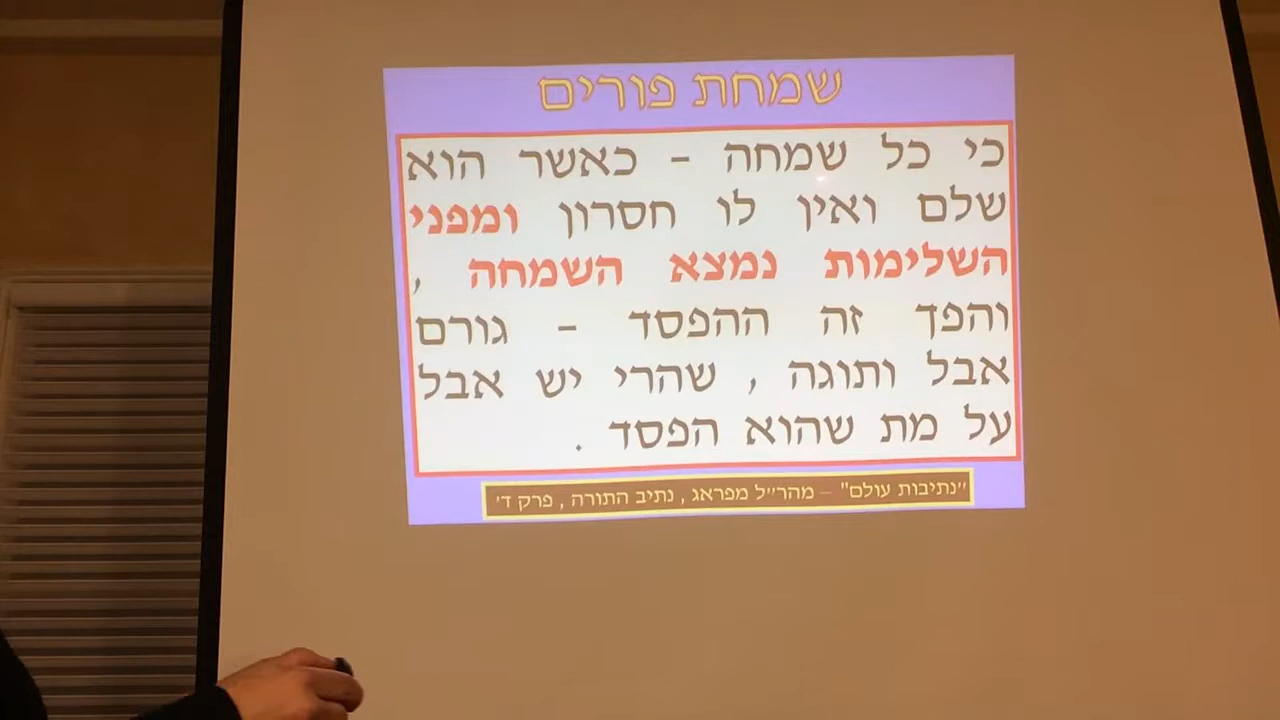 שמחת פורים
כי כל שמחה - כאשר הוא
שלם ואין לו חסרון ומפני
השלימות נמצא השמחה ,
והפך זה ההפסד - גורם
אבל ותוגה , שהרי יש אבל
על מת שהוא הפסד .
"נתיבות עולם" – מהר״ל מפראג , נתיב התורה , פרק ד׳